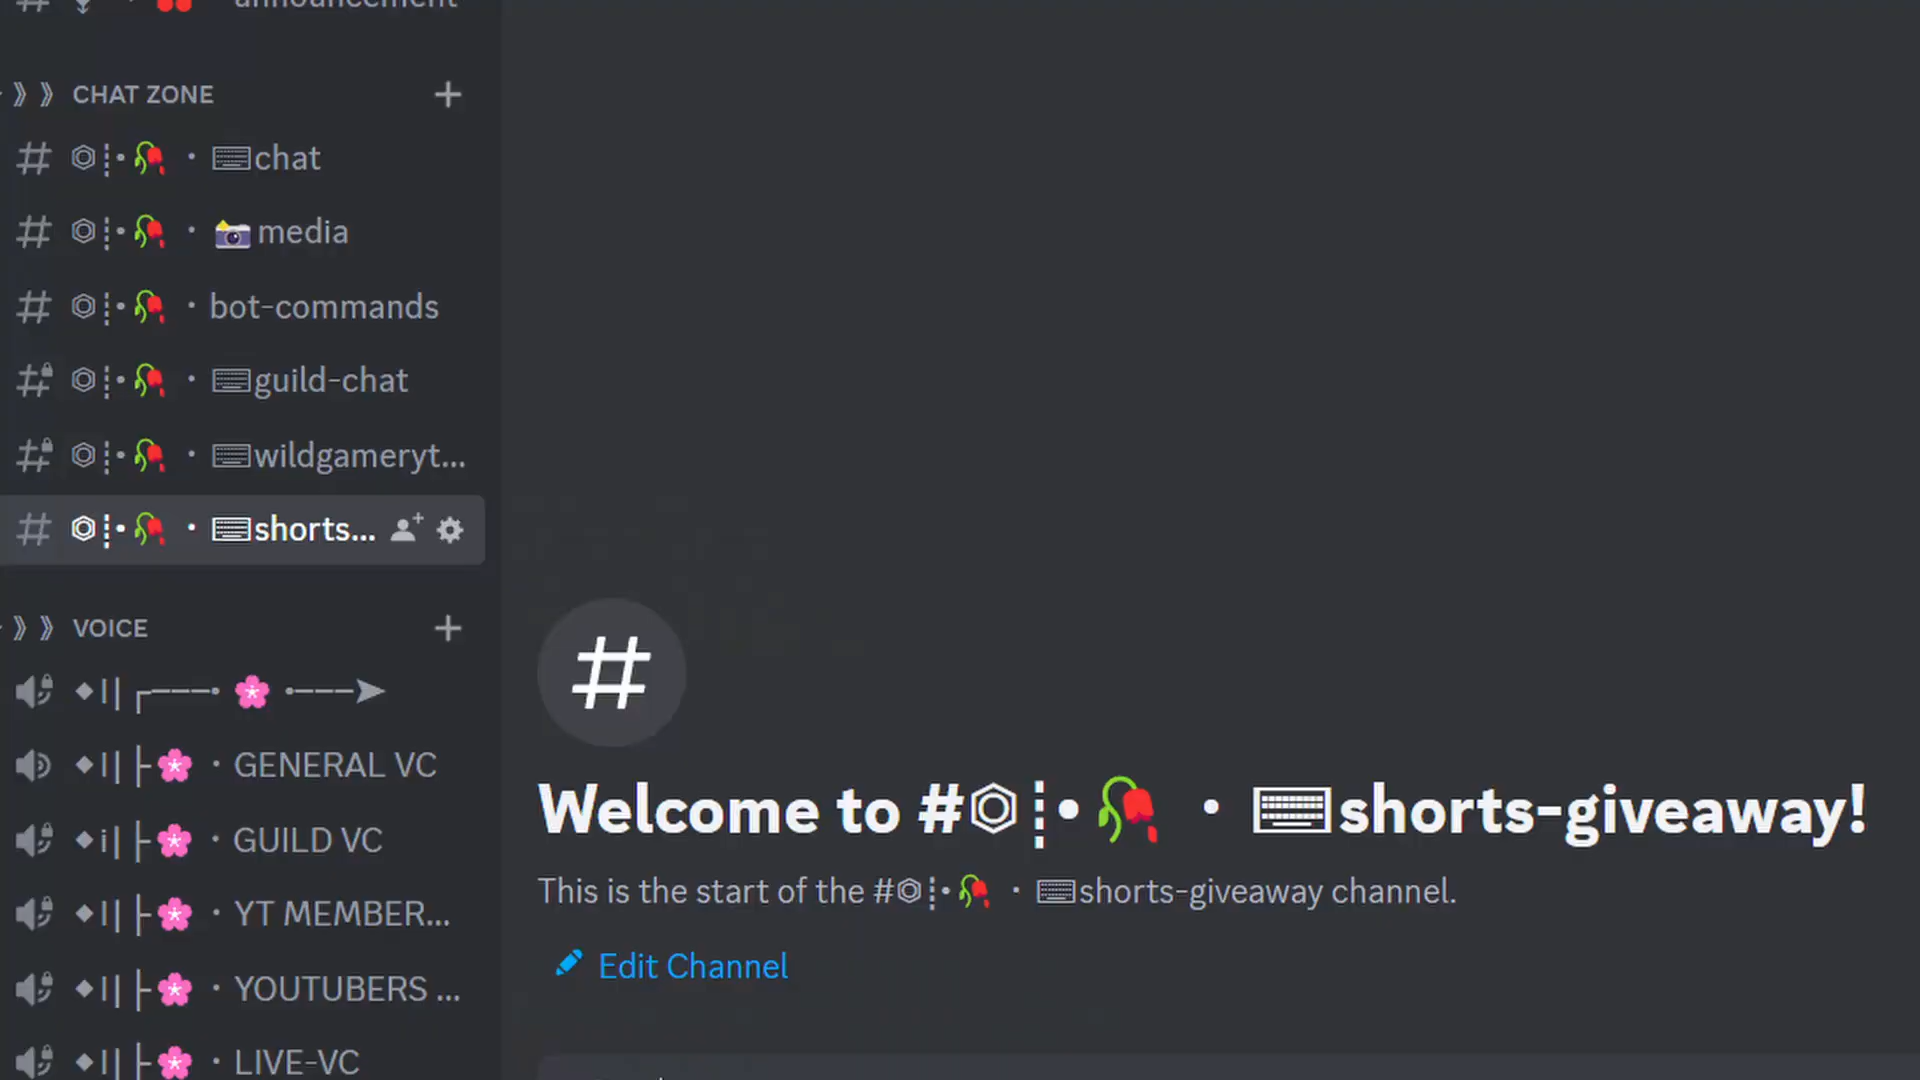 announcement
》》 CHAT ZONE
⏣┊•🥀・⌨chat
⏣┊•🥀・📸media
⏣┊•🥀・bot-commands
⏣┊•🥀・⌨guild-chat
⏣┊•🥀・⌨wildgameryt...
⏣┊•🥀・⌨shorts...
》》 VOICE
◆||┌──• 🌸 •──➤
◆||├🌸・GENERAL VC
◆i|├🌸・GUILD VC
◆||├🌸・YT MEMBER...
◆||├🌸・YOUTUBERS ...
◆||├🌸・LIVE-VC
Welcome to #⏣┊•🥀・⌨shorts-giveaway!
This is the start of the #⏣┊•🥀・⌨shorts-giveaway channel.
Edit Channel